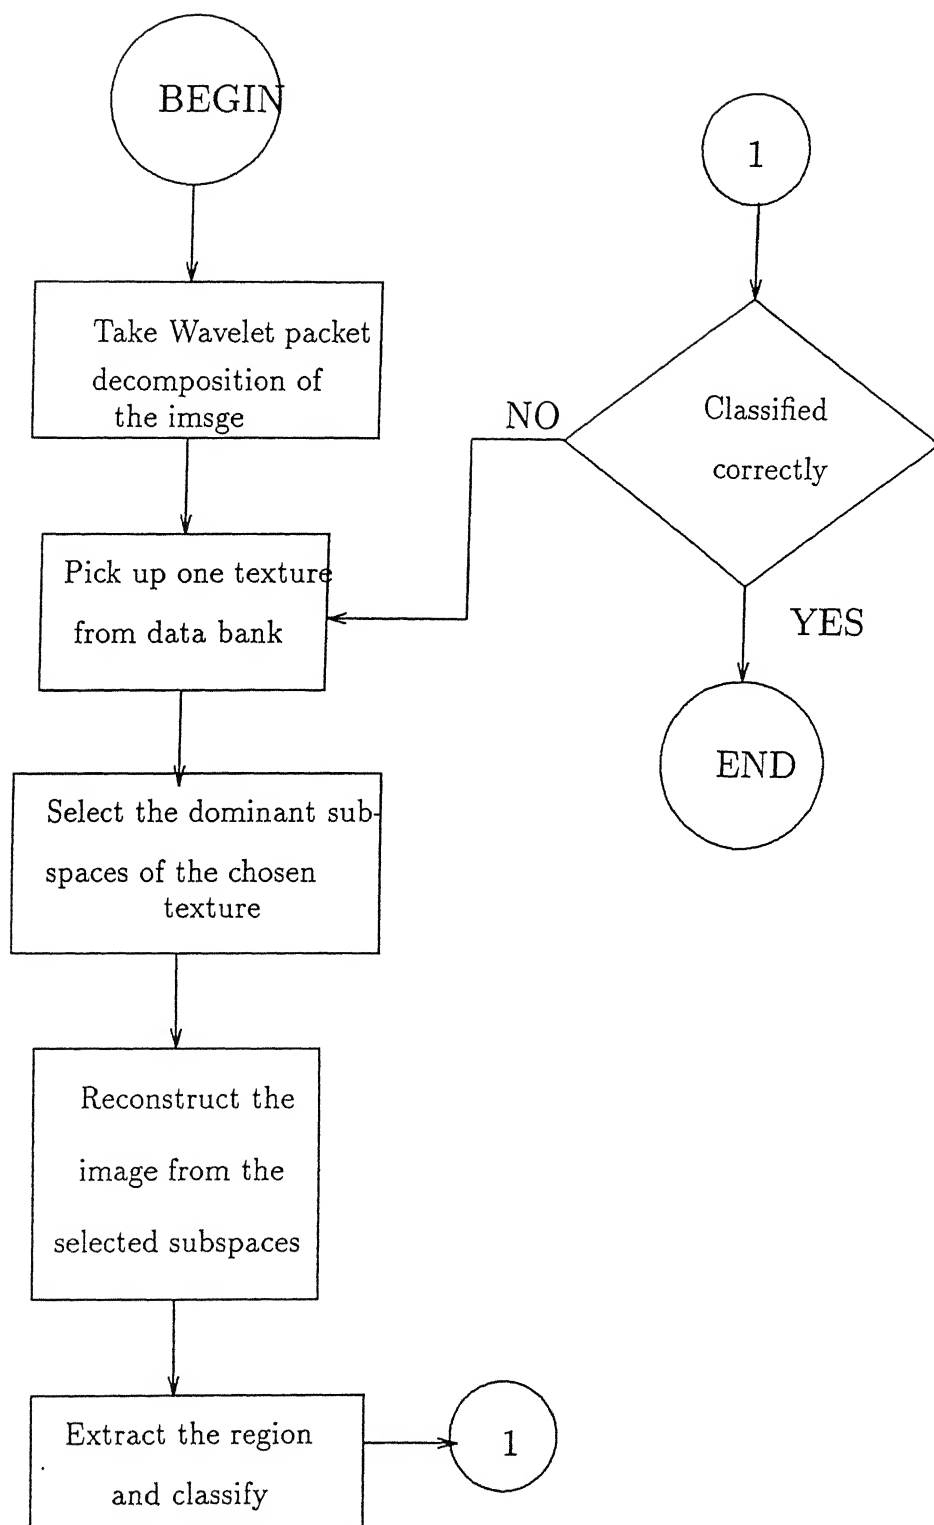 BEGIN
Take Wavelet packet
decomposition of
the imsge
Pick up one texture
from data bank
Select the dominant sub-
spaces of the chosen
texture
Reconstruct the
image from the
selected subspaces
Extract the region
and classify
1
1
Classified
correctly
NO
YES
END